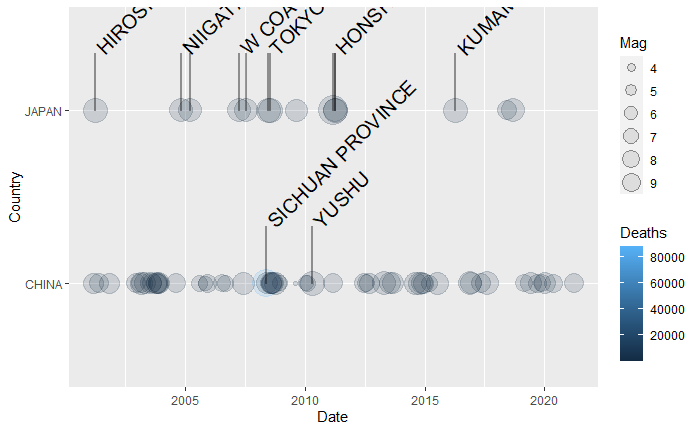 HIROS
NIIGAT
W COA
TOKYO
HONSH
KUMAM
Mag
4
5
6
7
8
9
JAPAN
SICHUAN PROVINCE
YUSHU
Country
Deaths
80000
60000
40000
20000
CHINA
2005
2010
2015
2020
Date